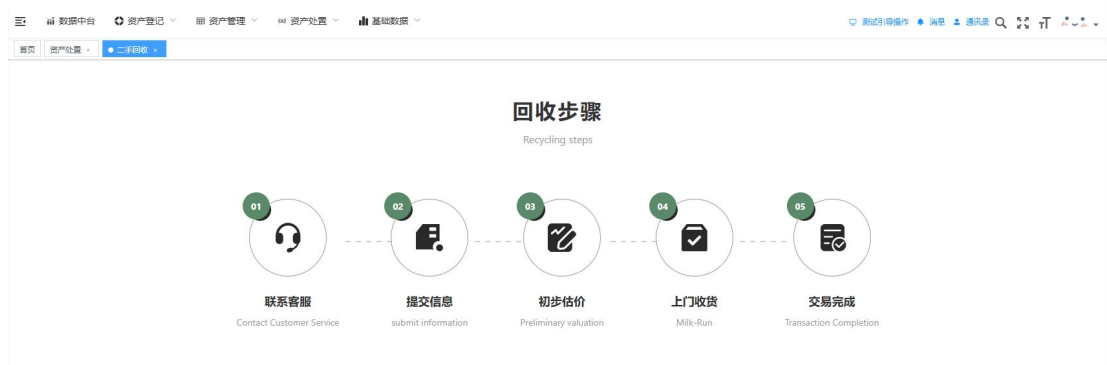 数据中台 资产登记 资产管理 资产处置 基础数据 测试引导操作 消息 通讯录
首页 资产处置 × 二手回收 ×
回收步骤
Recycling steps
01 02 03 04 05
联系客服 提交信息 初步估价 上门收货 交易完成
Contact Customer Service submit information Preliminary valuation Milk-Run Transaction Completion